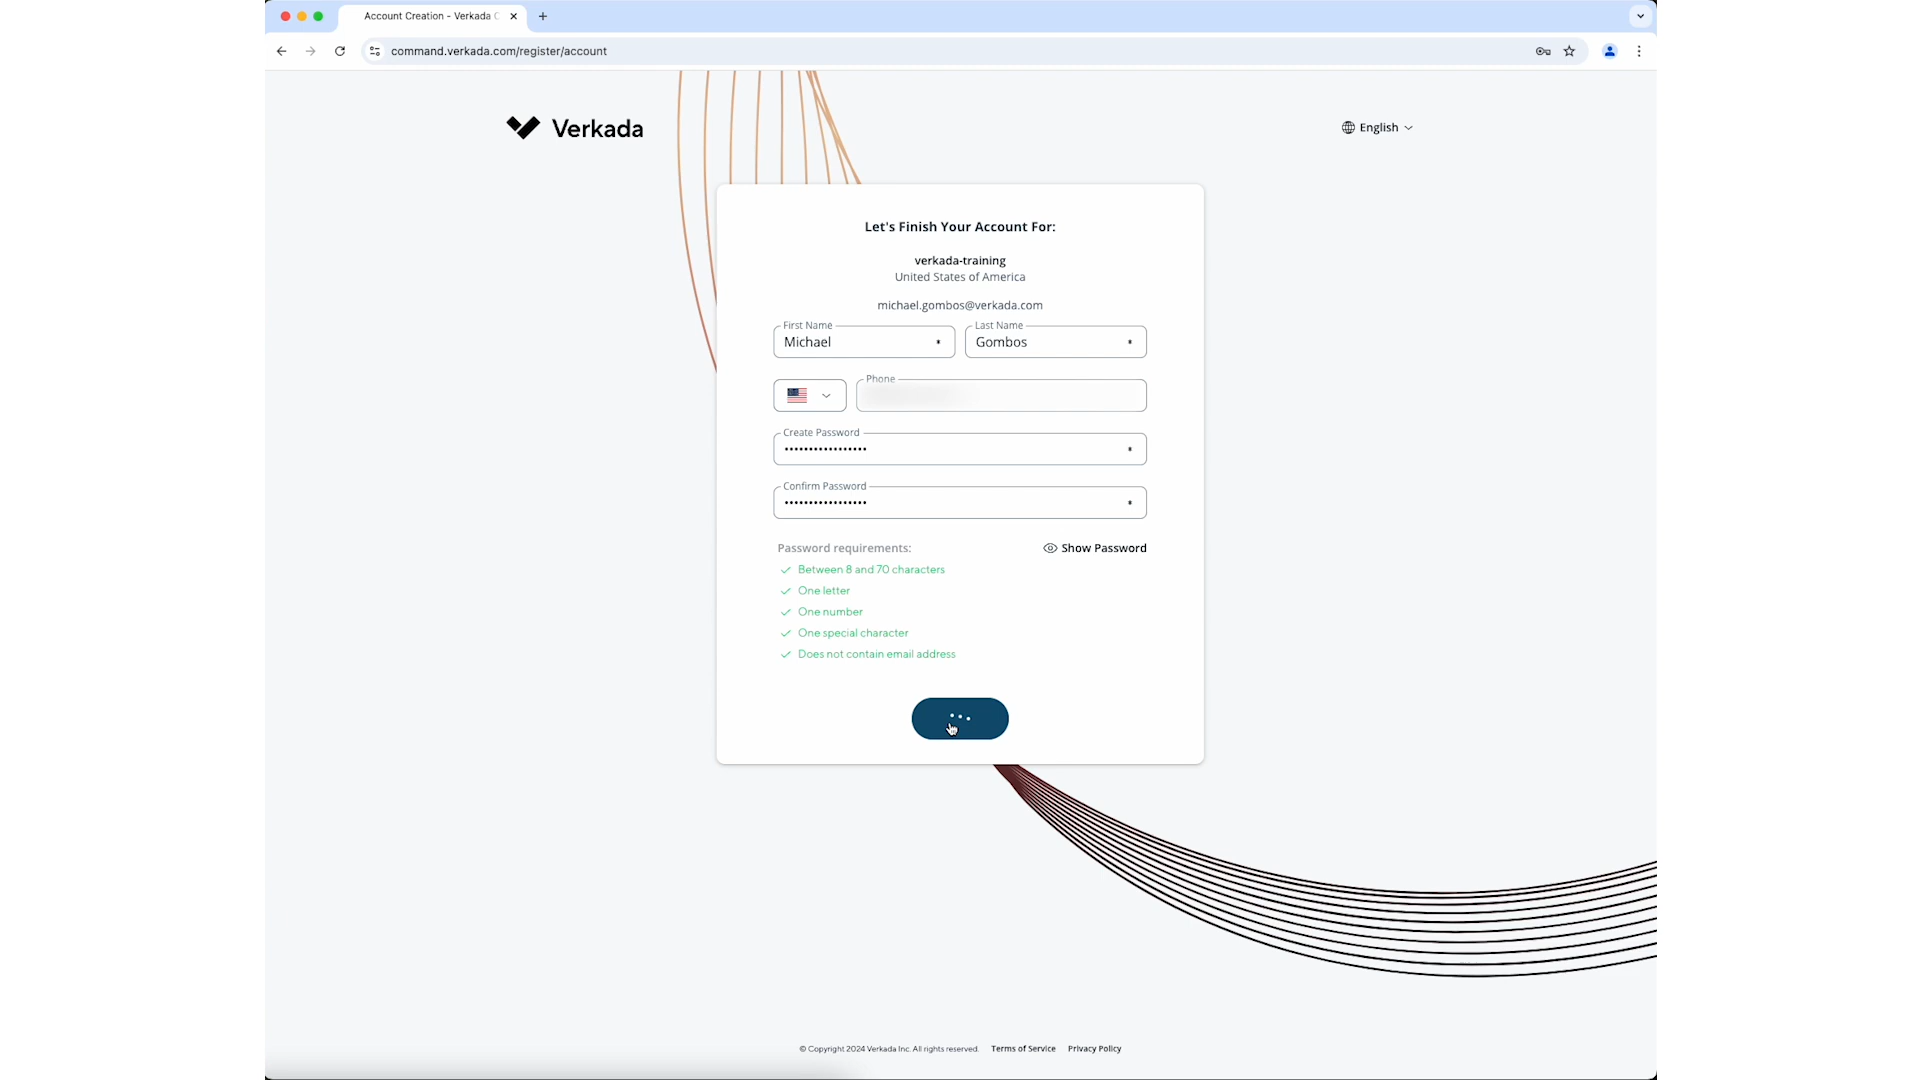 Account Creation - Verkada
command.verkada.com/register/account
Verkada
English
Let's Finish Your Account For:
verkada-training
United States of America
michael.gombos@verkada.com
First Name
Last Name
Michael *
Gombos *
Phone
Create Password
••••••••••••••••• *
Confirm Password
••••••••••••••••• *
Password requirements:
Show Password
Between 8 and 70 characters
One letter
One number
One special character
Does not contain email address
© Copyright 2024 Verkada Inc. All rights reserved. Terms of Service Privacy Policy